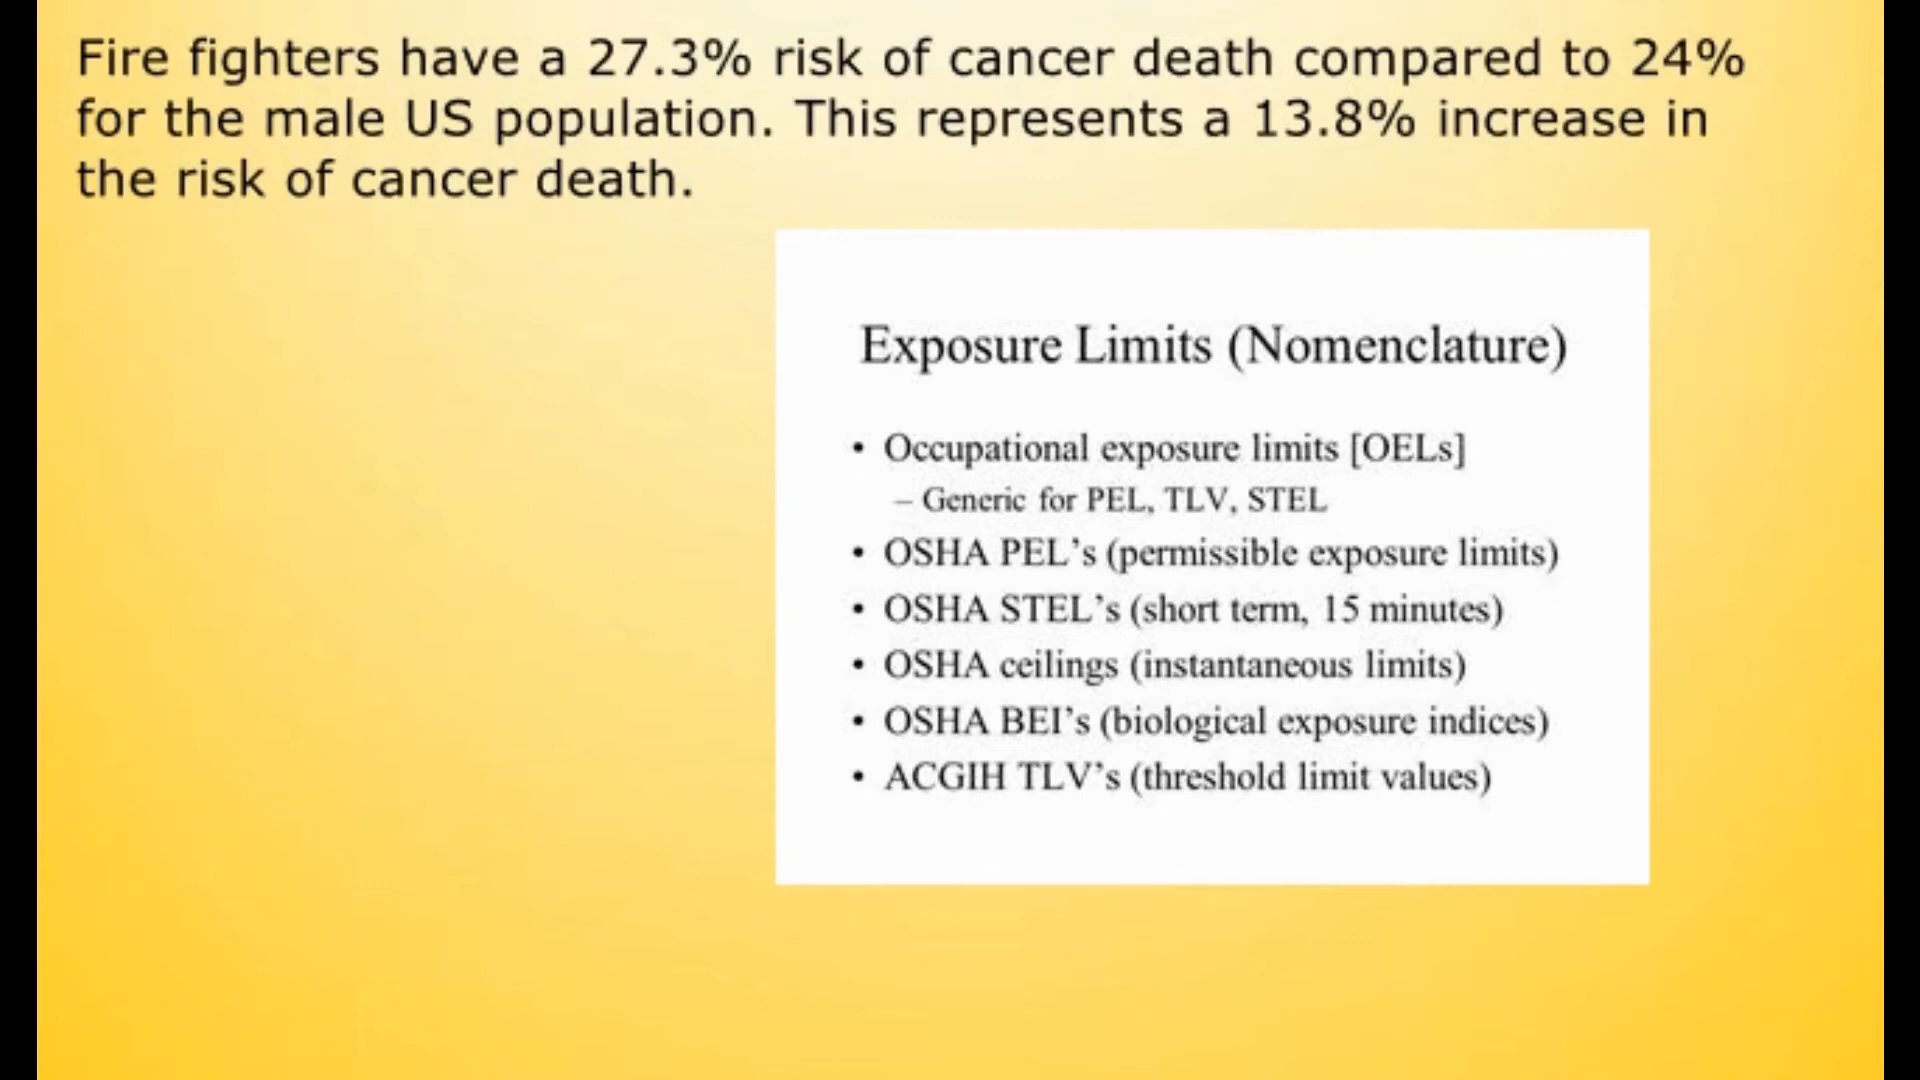 Fire fighters have a 27.3% risk of cancer death compared to 24%
for the male US population. This represents a 13.8% increase in
the risk of cancer death.
Exposure Limits (Nomenclature)
• Occupational exposure limits [OELs]
– Generic for PEL, TLV, STEL
• OSHA PEL’s (permissible exposure limits)
• OSHA STEL’s (short term, 15 minutes)
• OSHA ceilings (instantaneous limits)
• OSHA BEI’s (biological exposure indices)
• ACGIH TLV’s (threshold limit values)